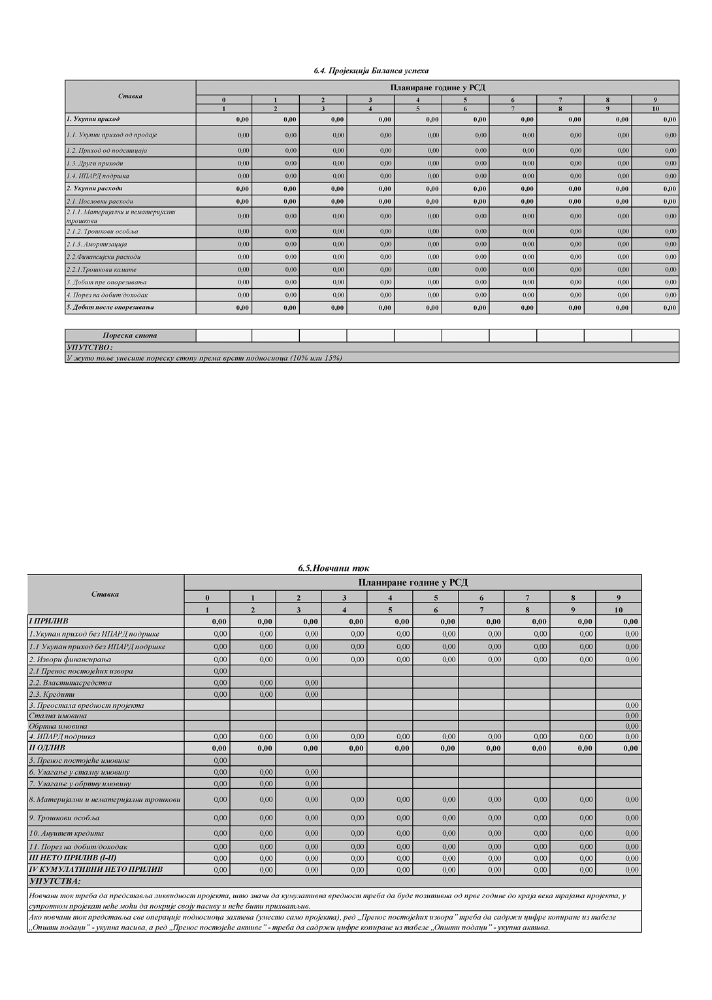 6.4. Пројекција Биланса успеха
Ставка
Планиране године у РСД
0 1 2 3 4 5 6 7 8 9
1 2 3 4 5 6 7 8 9 10
1. Укупни приход 0,00 0,00 0,00 0,00 0,00 0,00 0,00 0,00 0,00 0,00
1.1. Укупни приход од продаје 0,00 0,00 0,00 0,00 0,00 0,00 0,00 0,00 0,00 0,00
1.2. Приход од подстицаја 0,00 0,00 0,00 0,00 0,00 0,00 0,00 0,00 0,00 0,00
1.3. Други приходи 0,00 0,00 0,00 0,00 0,00 0,00 0,00 0,00 0,00 0,00
1.4. ИПАРД подршка 0,00 0,00 0,00 0,00 0,00 0,00 0,00 0,00 0,00 0,00
2. Укупни расходи 0,00 0,00 0,00 0,00 0,00 0,00 0,00 0,00 0,00 0,00
2.1. Пословни расходи 0,00 0,00 0,00 0,00 0,00 0,00 0,00 0,00 0,00 0,00
2.1.1. Материјални и нематеријални
трошкови 0,00 0,00 0,00 0,00 0,00 0,00 0,00 0,00 0,00 0,00
2.1.2. Трошкови особља 0,00 0,00 0,00 0,00 0,00 0,00 0,00 0,00 0,00 0,00
2.1.3. Амортизација 0,00 0,00 0,00 0,00 0,00 0,00 0,00 0,00 0,00 0,00
2.2.Финансијски расходи 0,00 0,00 0,00 0,00 0,00 0,00 0,00 0,00 0,00 0,00
2.2.1.Трошкови камате 0,00 0,00 0,00 0,00 0,00 0,00 0,00 0,00 0,00 0,00
3. Добит пре опорезивања 0,00 0,00 0,00 0,00 0,00 0,00 0,00 0,00 0,00 0,00
4. Порез на добит/доходак 0,00 0,00 0,00 0,00 0,00 0,00 0,00 0,00 0,00 0,00
5. Добит после опорезивања 0,00 0,00 0,00 0,00 0,00 0,00 0,00 0,00 0,00 0,00
Пореска стопа
УПУТСТВО:
У жуто поље унесите пореску стопу према врсти подносиоца (10% или 15%)
6.5.Новчани ток
Ставка
Планиране године у РСД
0 1 2 3 4 5 6 7 8 9
1 2 3 4 5 6 7 8 9 10
I ПРИЛИВ 0,00 0,00 0,00 0,00 0,00 0,00 0,00 0,00 0,00 0,00
1.Укупан приход без ИПАРД подршке 0,00 0,00 0,00 0,00 0,00 0,00 0,00 0,00 0,00 0,00
1.1 Укупан приход без ИПАРД подршке 0,00 0,00 0,00 0,00 0,00 0,00 0,00 0,00 0,00 0,00
2. Извори финансирања 0,00 0,00 0,00 0,00 0,00 0,00 0,00 0,00 0,00 0,00
2.1 Пренос постојећих извора 0,00
2.2. Властитасредства 0,00 0,00 0,00
2.3. Кредити 0,00 0,00 0,00
3. Преостала вредност пројекта 0,00
Стална имовина 0,00
Обртна имовина 0,00
4. ИПАРД подршка 0,00 0,00 0,00 0,00 0,00 0,00 0,00 0,00 0,00 0,00
II ОДЛИВ 0,00 0,00 0,00 0,00 0,00 0,00 0,00 0,00 0,00 0,00
5. Пренос постојеће имовине 0,00
6. Улагање у сталну имовину 0,00 0,00 0,00
7. Улагање у обртну имовину 0,00 0,00 0,00
8. Материјални и нематеријални трошкови 0,00 0,00 0,00 0,00 0,00 0,00 0,00 0,00 0,00 0,00
9. Трошкови особља 0,00 0,00 0,00 0,00 0,00 0,00 0,00 0,00 0,00 0,00
10. Ануитет кредита 0,00 0,00 0,00 0,00 0,00 0,00 0,00 0,00 0,00 0,00
11. Порез на добит/доходак 0,00 0,00 0,00 0,00 0,00 0,00 0,00 0,00 0,00 0,00
III НЕТО ПРИЛИВ (I-II) 0,00 0,00 0,00 0,00 0,00 0,00 0,00 0,00 0,00 0,00
IV КУМУЛАТИВНИ НЕТО ПРИЛИВ 0,00 0,00 0,00 0,00 0,00 0,00 0,00 0,00 0,00 0,00
УПУТСТВА:
Новчани ток треба да представља ликвидност пројекта, што значи да кумулативна вредност треба да буде позитивна од прве године до краја века трајања пројекта, у
супротном пројекат неће моћи да покрије своју пасиву и неће бити прихватљив.
Ако новчани ток представља све операције подносиоца захтева (уместо само пројекта), ред „Пренос постојећих извора” треба да садржи цифре копиране из табеле
„Општи подаци” - укупна пасива, а ред „Пренос постојеће активе” - треба да садржи цифре копиране из табеле „Општи подаци” - укупна актива.